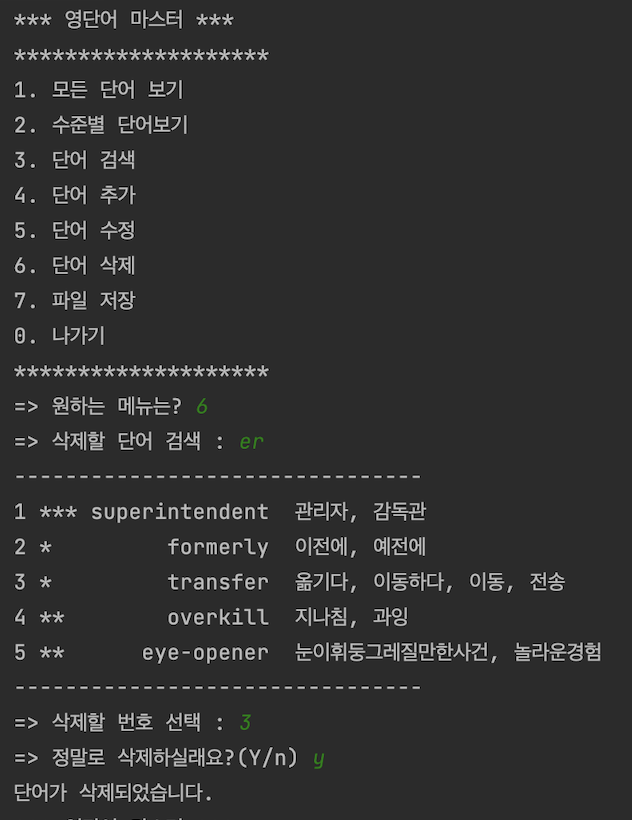 *** 영단어 마스터 ***
********************
1. 모든 단어 보기
2. 수준별 단어보기
3. 단어 검색
4. 단어 추가
5. 단어 수정
6. 단어 삭제
7. 파일 저장
0. 나가기
********************
=> 원하는 메뉴는? 6
=> 삭제할 단어 검색 : er
--------------------------------
1 *** superintendent  관리자, 감독관
2 *         formerly  이전에, 예전에
3 *         transfer  옮기다, 이동하다, 이동, 전송
4 **        overkill  지나침, 과잉
5 **      eye-opener  눈이휘둥그레질만한사건, 놀라운경험
--------------------------------
=> 삭제할 번호 선택 : 3
=> 정말로 삭제하실래요?(Y/n) y
단어가 삭제되었습니다.